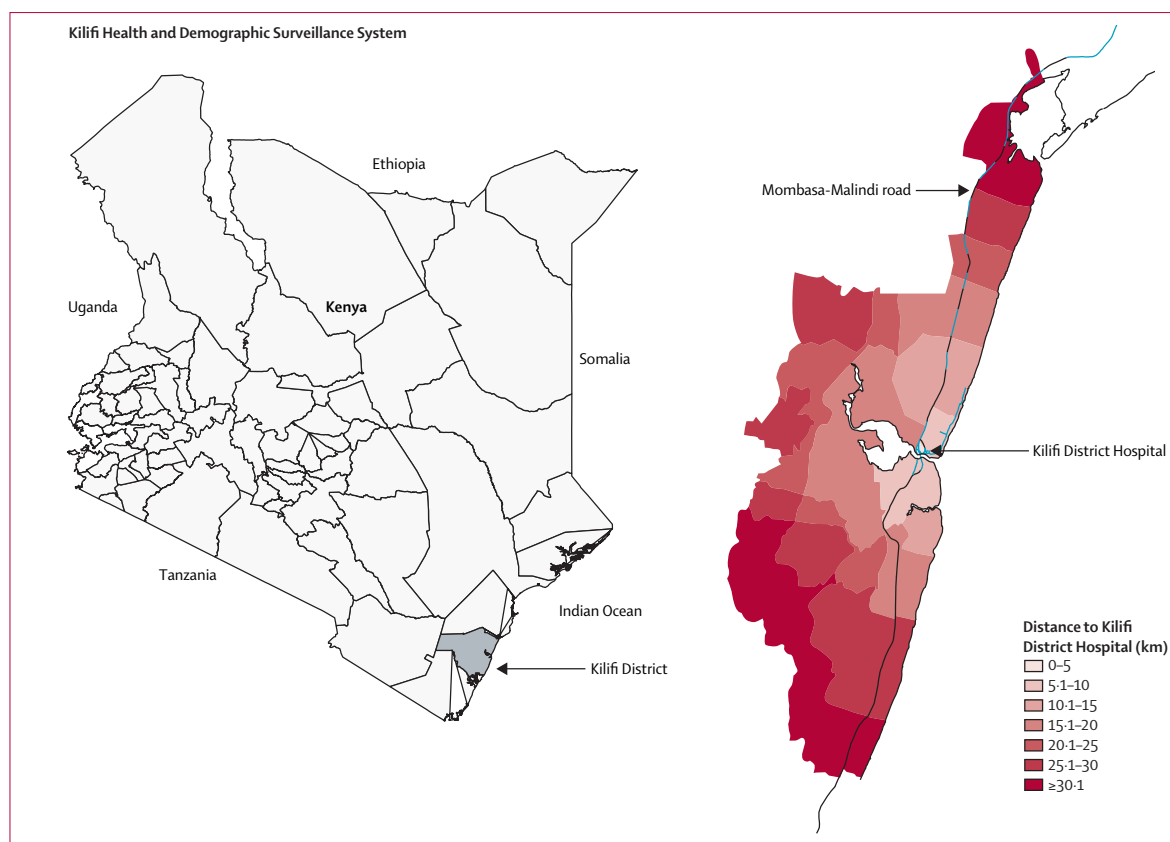 Kilifi Health and Demographic Surveillance System
Ethiopia
Mombasa-Malindi road
Uganda
Kenya
Somalia
Kilifi District Hospital
Tanzania
Indian Ocean
Kilifi District
Distance to Kilifi
District Hospital (km)
0–5
5·1–10
10·1–15
15·1–20
20·1–25
25·1–30
≥30·1